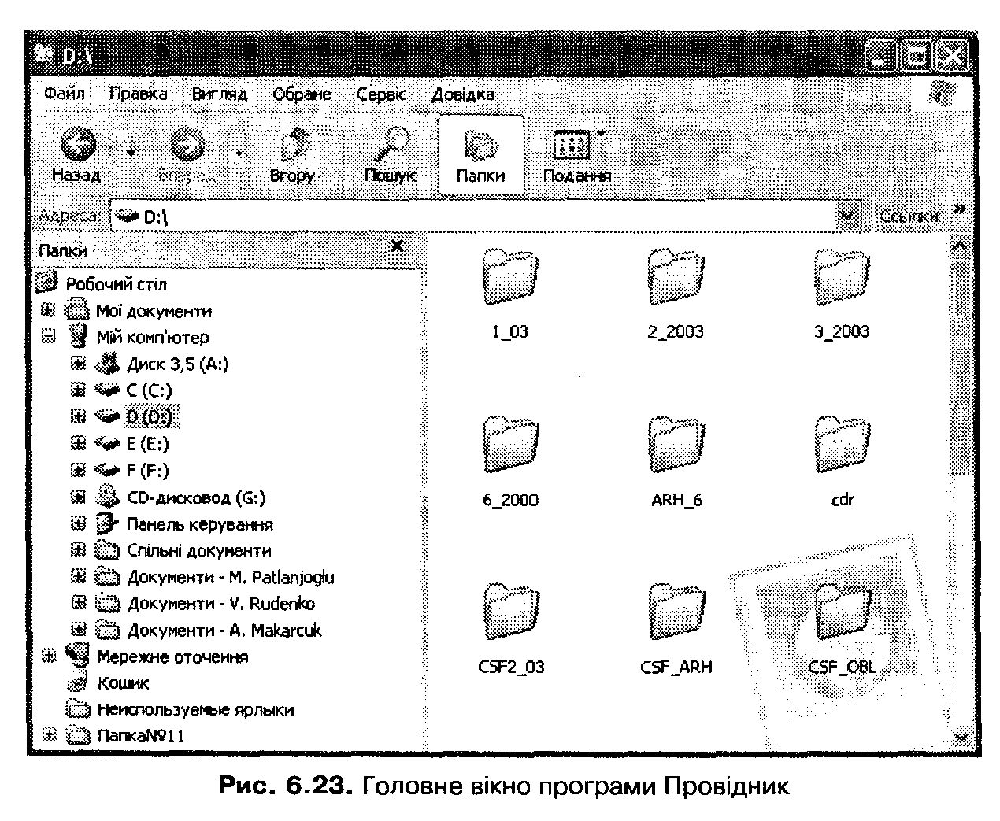 D:\
Файл Правка Вигляд Обране Сервіс Довідка
Назад Вперед Вгору Пошук Папки Подання
Адреса: D:\ Ссылки »
Папки
Робочий стіл
Мої документи
Мій комп'ютер
Диск 3,5 (A:)
C (C:)
D (D:)
E (E:)
F (F:)
CD-дисковод (G:)
Панель керування
Спільні документи
Документи - M. Patlanjoglu
Документи - V. Rudenko
Документи - A. Makarcuk
Мережне оточення
Кошик
Неиспользуемые ярлыки
Папка№11
1_03 2_2003 3_2003
6_2000 ARH_6 cdr
CSF2_03 CSF_ARH CSF_OBL
Рис. 6.23. Головне вікно програми Провідник